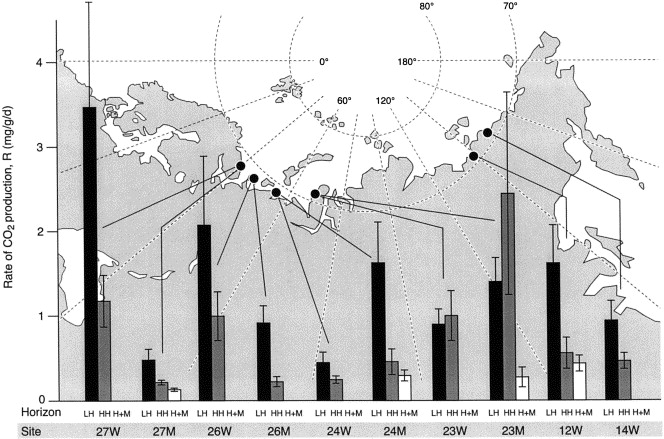 80° 70°
4 0° 180°
60° 120°
3
Rate of CO2 production, R (mg/g/d)
2
1
0
Horizon LH HH H+M LH HH H+M LH HH H+M LH HH H+M LH HH H+M LH HH H+M LH HH H+M LH HH H+M LH HH H+M LH HH H+M
Site 27W 27M 26W 26M 24W 24M 23W 23M 12W 14W